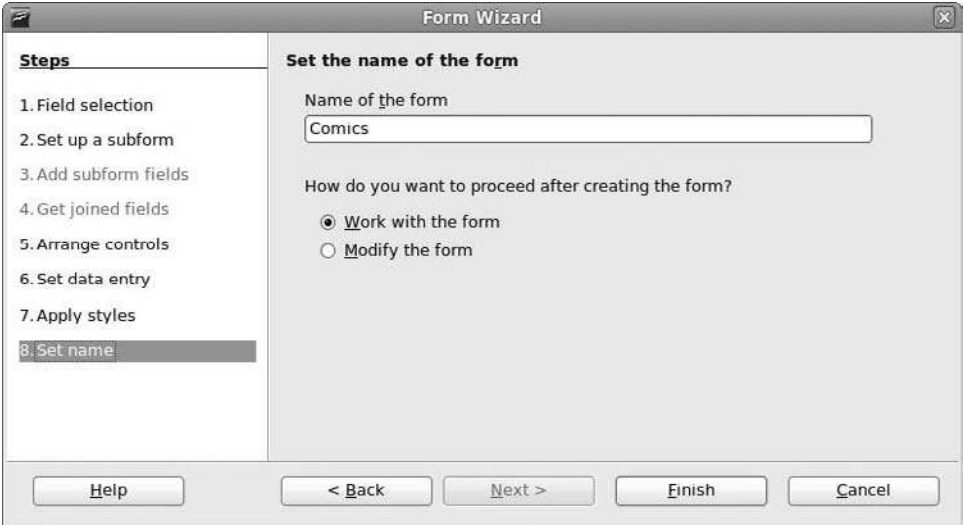 Form Wizard
Steps
1. Field selection
2. Set up a subform
3. Add subform fields
4. Get joined fields
5. Arrange controls
6. Set data entry
7. Apply styles
8. Set name
Set the name of the form
Name of the form
Comics
How do you want to proceed after creating the form?
Work with the form
Modify the form
Help
< Back
Next >
Finish
Cancel